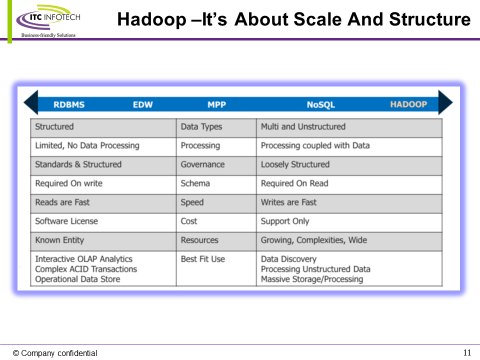 ITC INFOTECH
Business-friendly Solutions
Hadoop –It's About Scale And Structure
RDBMS EDW MPP NoSQL HADOOP
Structured Data Types Multi and Unstructured
Limited, No Data Processing Processing Processing coupled with Data
Standards & Structured Governance Loosely Structured
Required On write Schema Required On Read
Reads are Fast Speed Writes are Fast
Software License Cost Support Only
Known Entity Resources Growing, Complexities, Wide
Interactive OLAP Analytics Best Fit Use Data Discovery
Complex ACID Transactions Processing Unstructured Data
Operational Data Store Massive Storage/Processing
© Company confidential 11